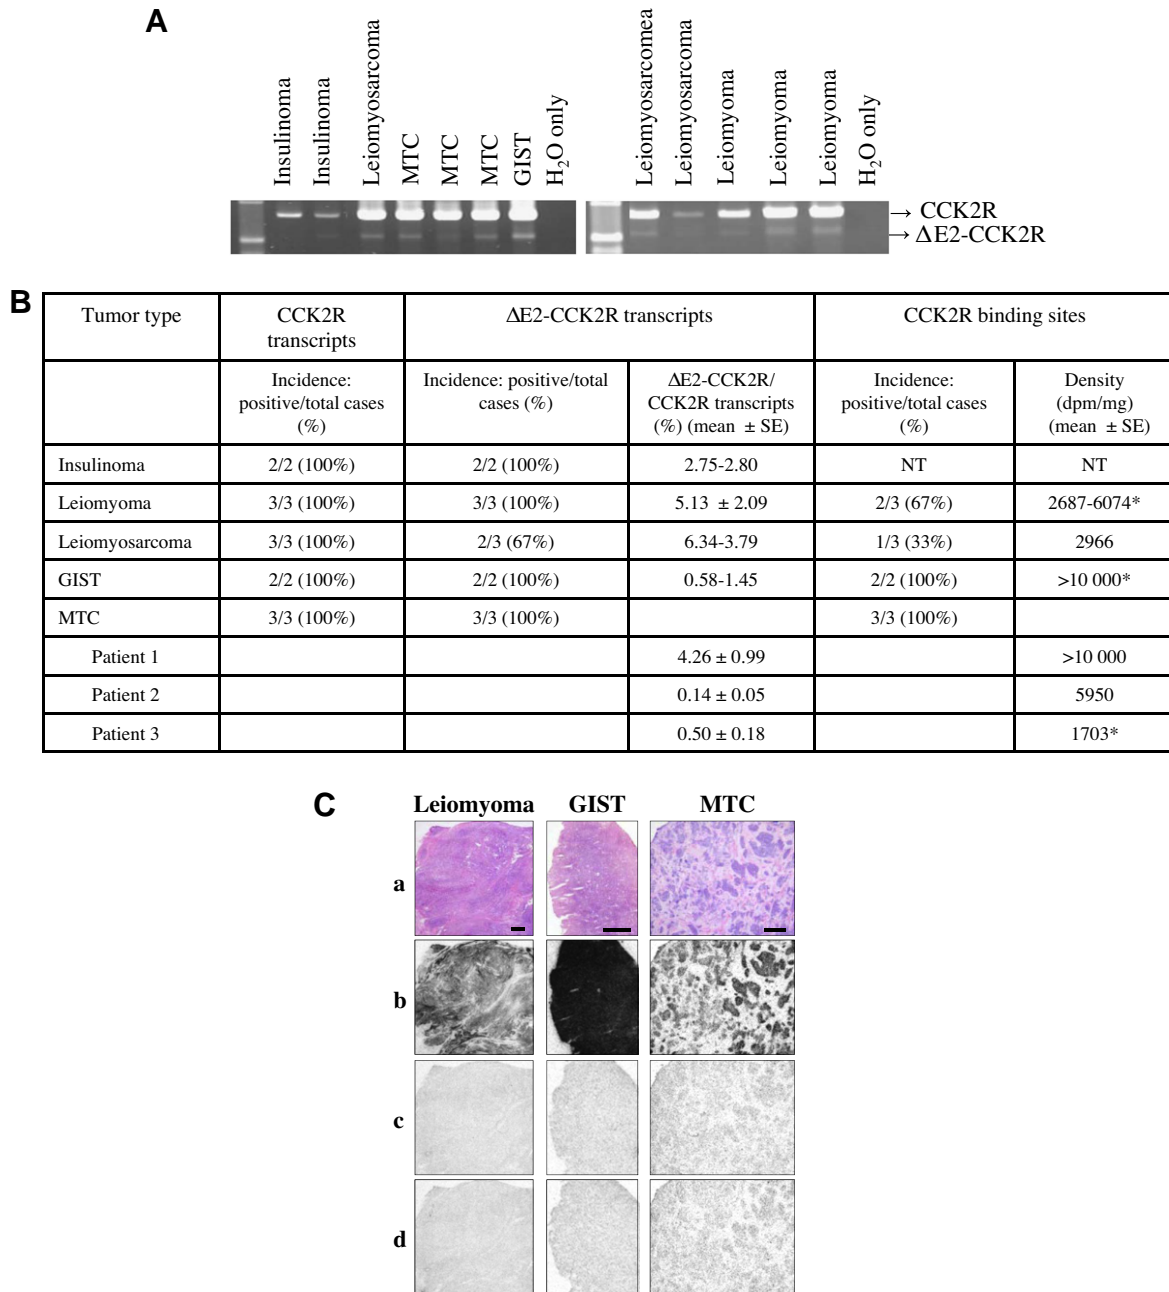 A
Insulinoma
Insulinoma
Leiomyosarcoma
MTC
MTC
MTC
GIST
H₂O only
Leiomyosarcomea
Leiomyosarcoma
Leiomyoma
Leiomyoma
Leiomyoma
H₂O only
→ CCK2R
→ ΔE2-CCK2R
B
Tumor type
CCK2R
transcripts
ΔE2-CCK2R transcripts
CCK2R binding sites
Incidence:
positive/total cases
(%)
Incidence: positive/total
cases (%)
ΔE2-CCK2R/
CCK2R transcripts
(%) (mean ± SE)
Incidence:
positive/total cases
(%)
Density
(dpm/mg)
(mean ± SE)
Insulinoma 2/2 (100%) 2/2 (100%) 2.75-2.80 NT NT
Leiomyoma 3/3 (100%) 3/3 (100%) 5.13 ± 2.09 2/3 (67%) 2687-6074*
Leiomyosarcoma 3/3 (100%) 2/3 (67%) 6.34-3.79 1/3 (33%) 2966
GIST 2/2 (100%) 2/2 (100%) 0.58-1.45 2/2 (100%) >10 000*
MTC 3/3 (100%) 3/3 (100%) 3/3 (100%)
Patient 1 4.26 ± 0.99 >10 000
Patient 2 0.14 ± 0.05 5950
Patient 3 0.50 ± 0.18 1703*
C
Leiomyoma GIST MTC
a
b
c
d